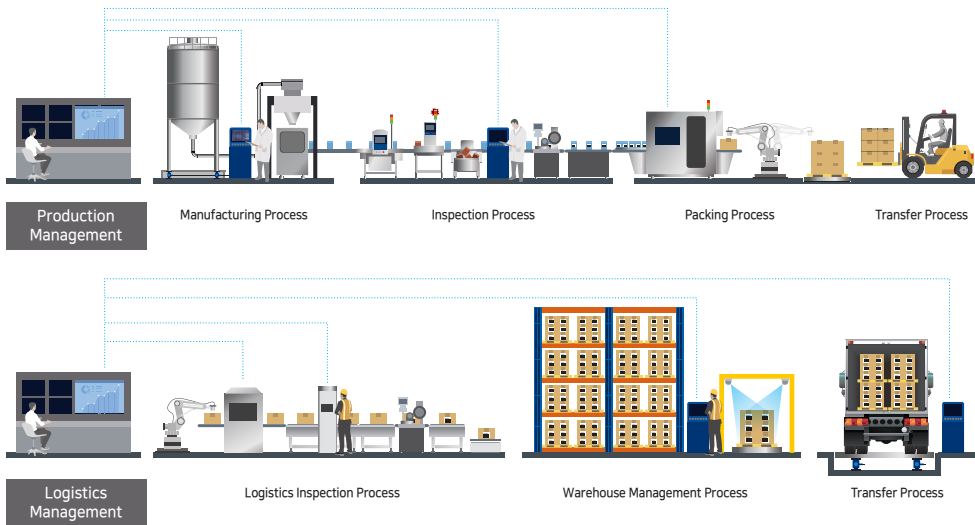 Production
Management
Manufacturing Process
Inspection Process
Packing Process
Transfer Process
Logistics
Management
Logistics Inspection Process
Warehouse Management Process
Transfer Process